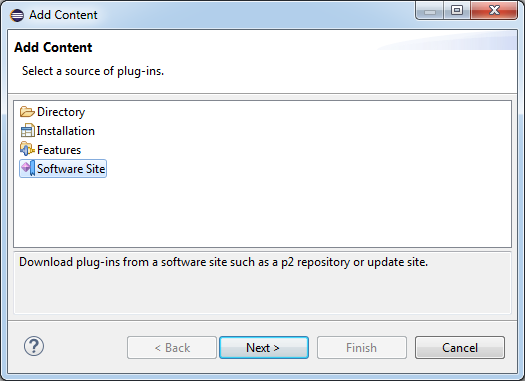 Add Content
Add Content
Select a source of plug-ins.
Directory
Installation
Features
Software Site
Download plug-ins from a software site such as a p2 repository or update site.
?
< Back
Next >
Finish
Cancel